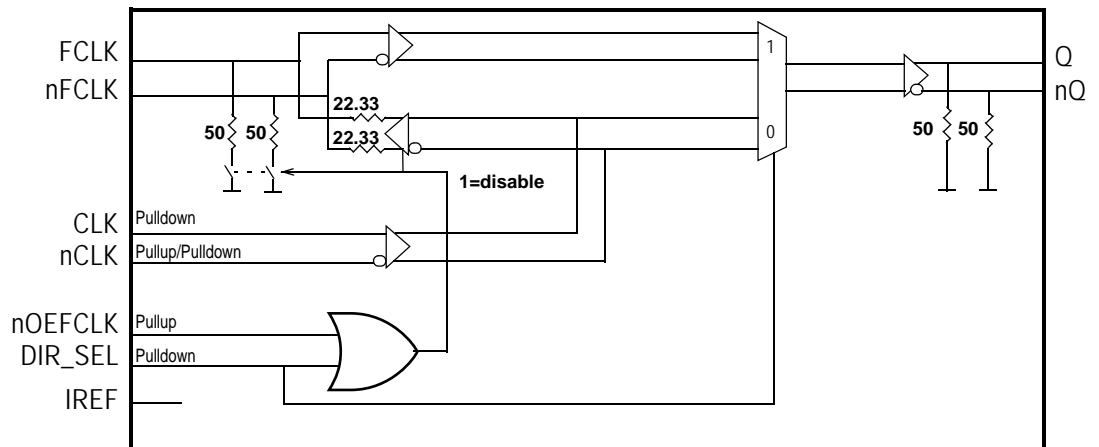 FCLK
nFCLK
50
50
22.33
22.33
1
0
Q
nQ
50
50
1=disable
CLK
Pulldown
nCLK
Pullup/Pulldown
nOEFCLK
Pullup
DIR_SEL
Pulldown
IREF